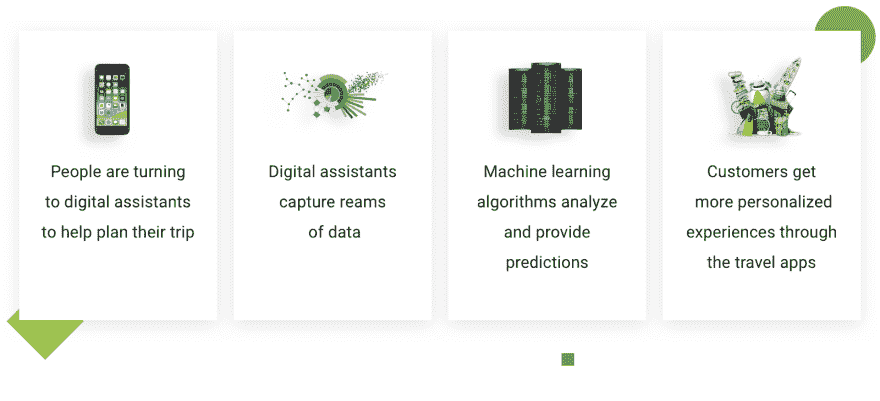 People are turning
to digital assistants
to help plan their trip
Digital assistants
capture reams
of data
Machine learning
algorithms analyze
and provide
predictions
Customers get
more personalized
experiences through
the travel apps